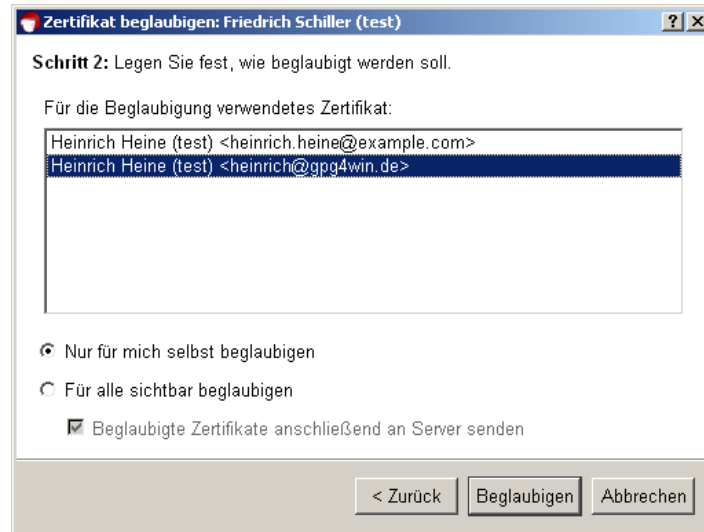 Zertifikat beglaubigen: Friedrich Schiller (test)
Schritt 2: Legen Sie fest, wie beglaubigt werden soll.
Für die Beglaubigung verwendetes Zertifikat:
Heinrich Heine (test) <heinrich.heine@example.com>
Heinrich Heine (test) <heinrich@gpg4win.de>
Nur für mich selbst beglaubigen
Für alle sichtbar beglaubigen
Beglaubigte Zertifikate anschließend an Server senden
< Zurück
Beglaubigen
Abbrechen